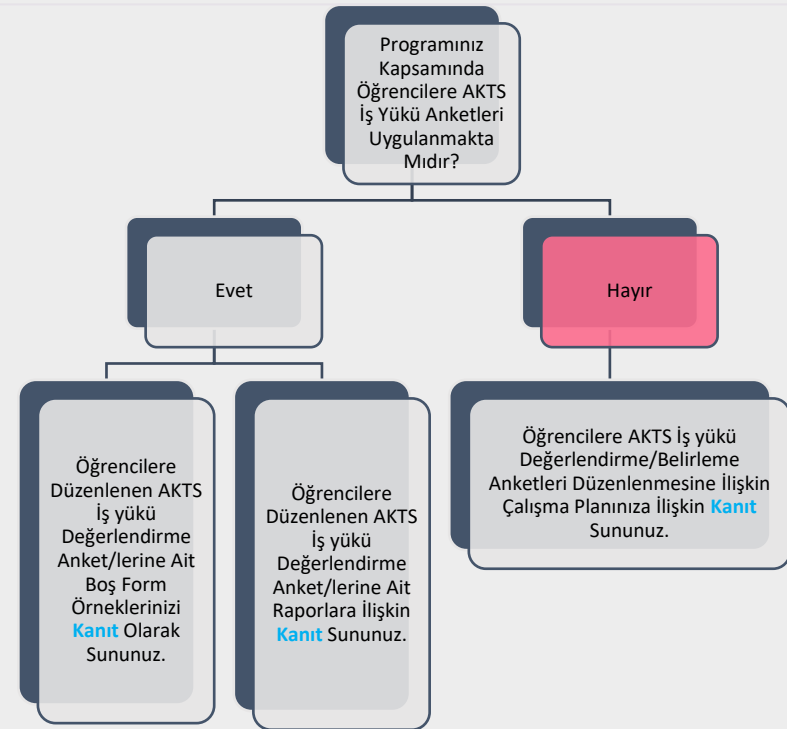 Programınız
Kapsamında
Öğrencilere AKTS
İş Yükü Anketleri
Uygulanmakta
Mıdır?
Evet
Hayır
Öğrencilere
Düzenlenen AKTS
İş yükü
Değerlendirme
Anket/lerine Ait
Boş Form
Örneklerinizi
Kanıt Olarak
Sununuz.
Öğrencilere
Düzenlenen AKTS
İş yükü
Değerlendirme
Anket/lerine Ait
Raporlara İlişkin
Kanıt Sununuz.
Öğrencilere AKTS İş yükü
Değerlendirme/Belirleme
Anketleri Düzenlenmesine İlişkin
Çalışma Planınıza İlişkin Kanıt
Sununuz.